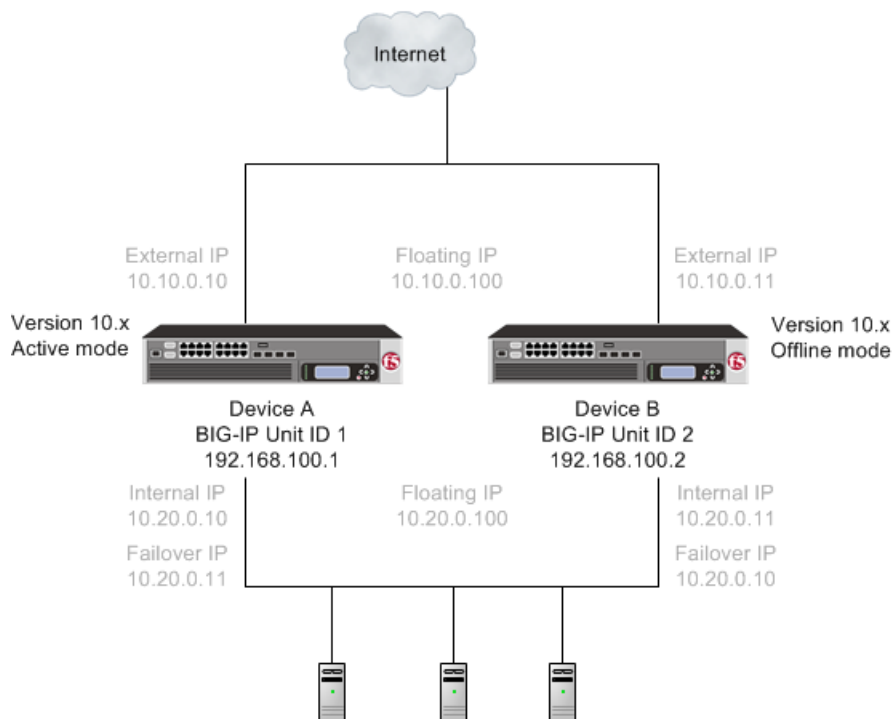 Internet
External IP
10.10.0.10
Floating IP
10.10.0.100
External IP
10.10.0.11
Version 10.x
Active mode
f5
f5
Version 10.x
Offline mode
Device A
BIG-IP Unit ID 1
192.168.100.1
Device B
BIG-IP Unit ID 2
192.168.100.2
Internal IP
10.20.0.10
Floating IP
10.20.0.100
Internal IP
10.20.0.11
Failover IP
10.20.0.11
Failover IP
10.20.0.10